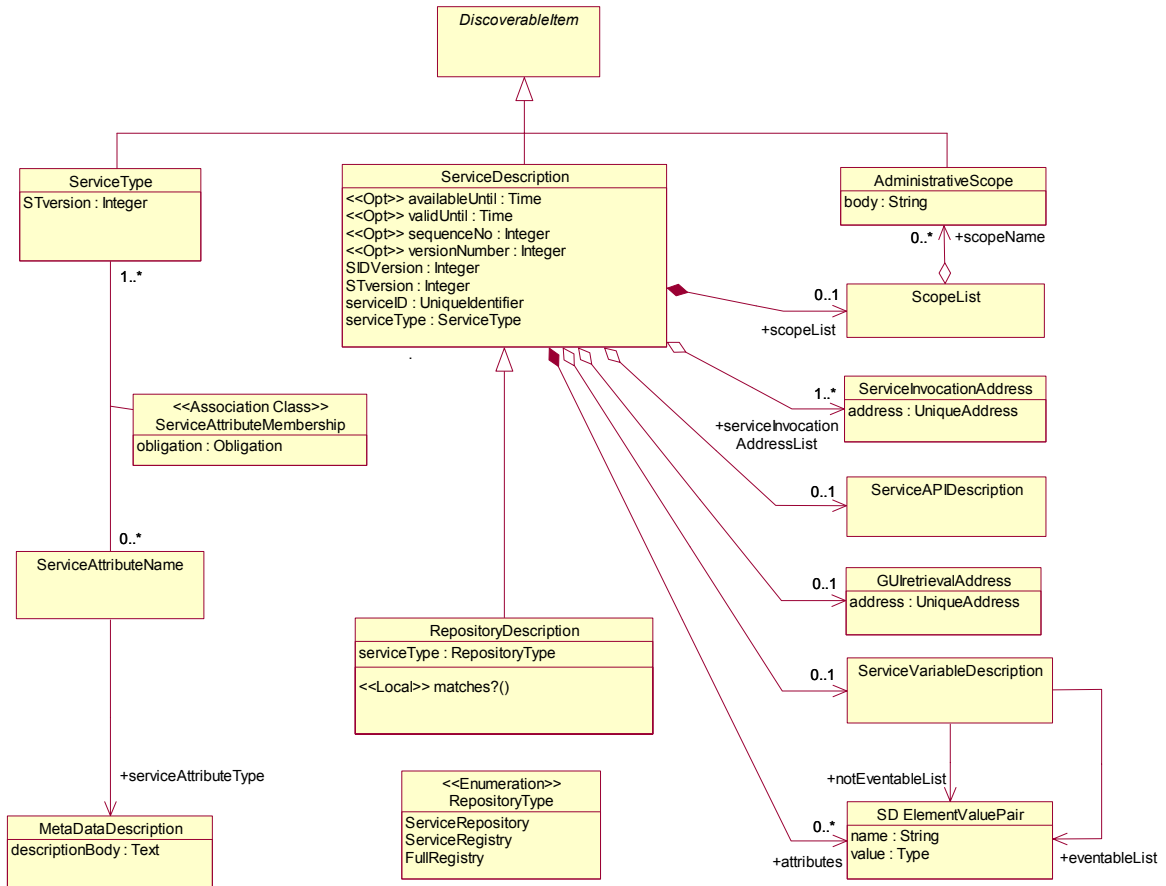 DiscoverableItem
ServiceType
STversion : Integer
1..*
<<Association Class>>
ServiceAttributeMembership
obligation : Obligation
0..*
ServiceAttributeName
+serviceAttributeType
MetaDataDescription
descriptionBody : Text
ServiceDescription
<<Opt>> availableUntil : Time
<<Opt>> validUntil : Time
<<Opt>> sequenceNo : Integer
<<Opt>> versionNumber : Integer
SIDVersion : Integer
STversion : Integer
serviceID : UniqueIdentifier
serviceType : ServiceType
.
RepositoryDescription
serviceType : RepositoryType
<<Local>> matches?()
<<Enumeration>>
RepositoryType
ServiceRepository
ServiceRegistry
FullRegistry
AdministrativeScope
body : String
0..*
+scopeName
ScopeList
0..1
+scopeList
ServiceInvocationAddress
address : UniqueAddress
1..*
+serviceInvocation
AddressList
ServiceAPIDescription
0..1
GUIretrievalAddress
address : UniqueAddress
0..1
ServiceVariableDescription
0..1
+notEventableList
SD ElementValuePair
name : String
value : Type
0..*
+attributes
+eventableList